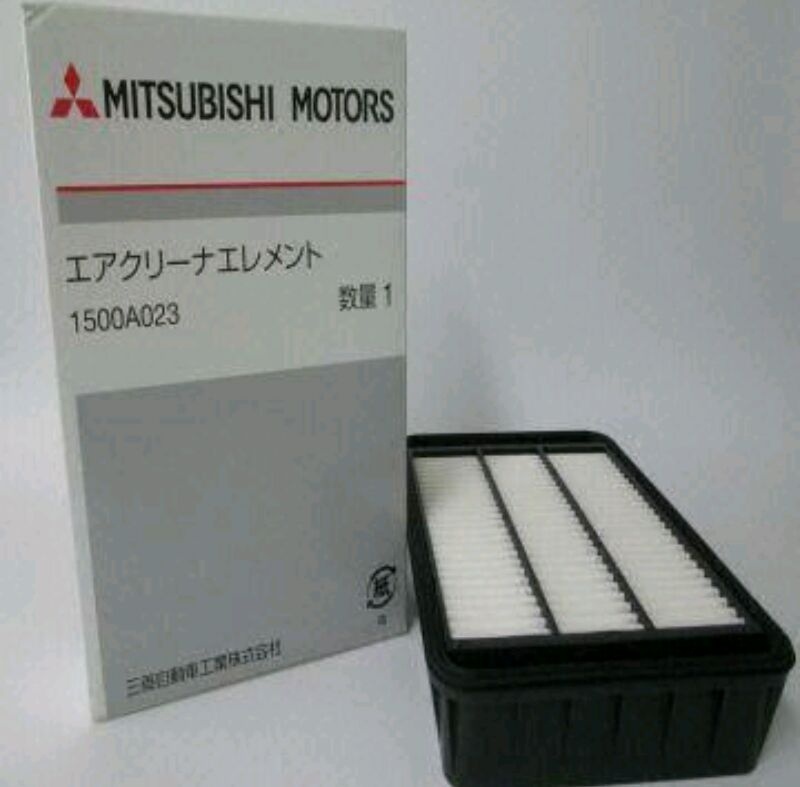 MITSUBISHI MOTORS
エアクリーナエレメント
1500A023
数量 1
紙
三菱自動車工業株式会社